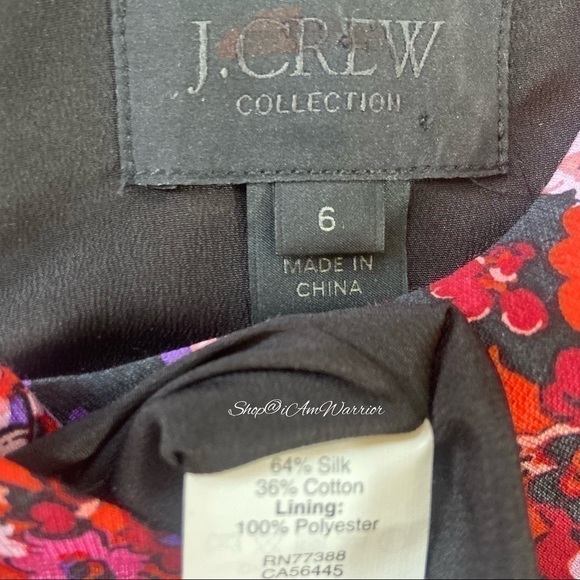 J.CREW
COLLECTION
6
MADE IN
CHINA
Shop@iAmWarrior
64% Silk
36% Cotton
Lining:
100% Polyester
RN77388
CA56445